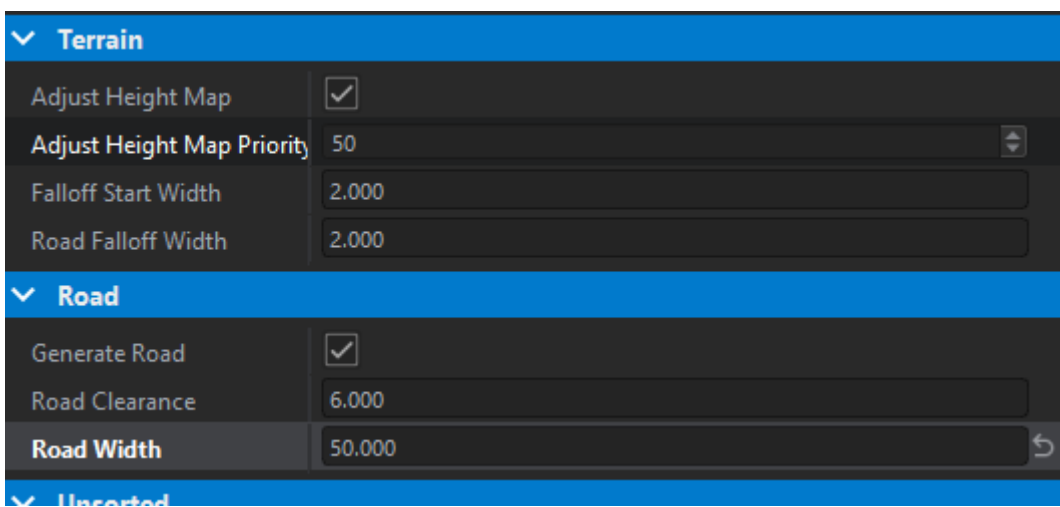 Terrain
Adjust Height Map
Adjust Height Map Priority 50
Falloff Start Width 2.000
Road Falloff Width 2.000
Road
Generate Road
Road Clearance 6.000
Road Width 50.000
Unsorted